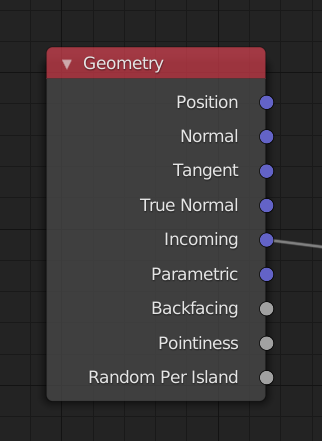 Geometry
Position
Normal
Tangent
True Normal
Incoming
Parametric
Backfacing
Pointiness
Random Per Island